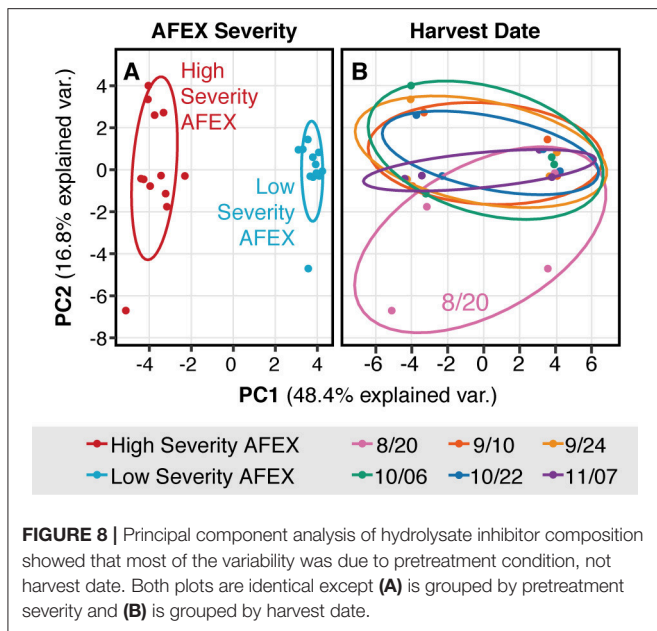 AFEX Severity
Harvest Date
A
High
Severity
AFEX
Low
Severity
AFEX
B
8/20
PC2 (16.8% explained var.)
4
2
0
-2
-4
-6
-8
-4
-2
0
2
4
-6
-4
-2
0
2
4
6
PC1 (48.4% explained var.)
High Severity AFEX
8/20
9/10
9/24
Low Severity AFEX
10/06
10/22
11/07
FIGURE 8 | Principal component analysis of hydrolysate inhibitor composition
showed that most of the variability was due to pretreatment condition, not
harvest date. Both plots are identical except (A) is grouped by pretreatment
severity and (B) is grouped by harvest date.